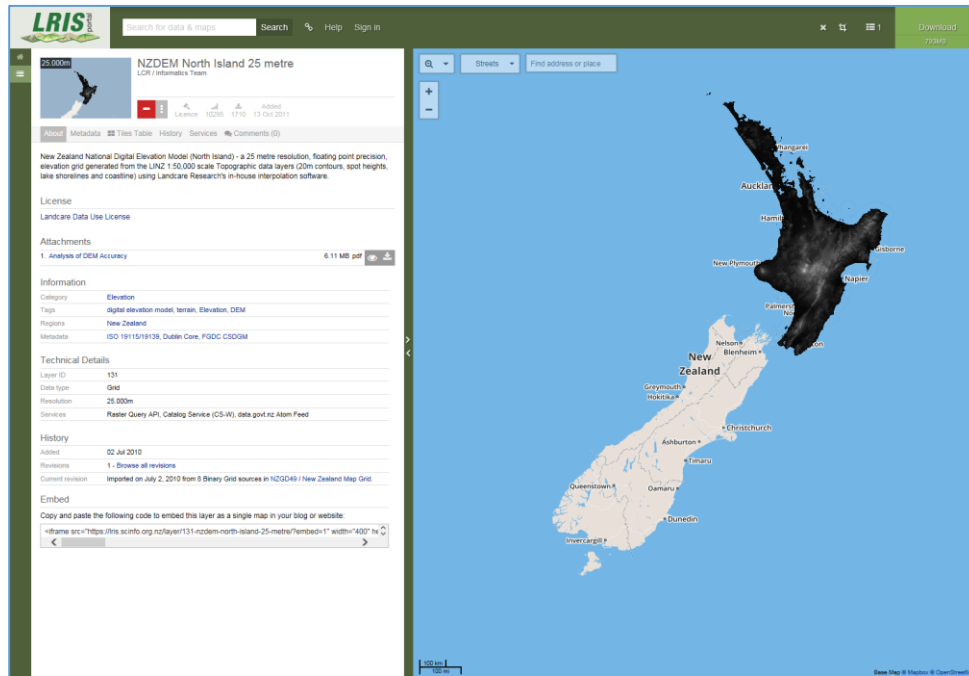 LRIS portal
Search for data & maps
Search
Help
Sign in
1
Download
25.000m
NZDEM North Island 25 metre
LCR / Informatics Team
Added
Licence 10295 1710 13 Oct 2011
About Metadata Tiles Table History Services Comments (0)
New Zealand National Digital Elevation Model (North Island) - a 25 metre resolution, floating point precision,
elevation grid generated from the LINZ 1:50,000 scale Topographic data layers (20m contours, spot heights,
lake shorelines and coastline) using Landcare Research's in-house interpolation software.
License
Landcare Data Use License
Attachments
1. Analysis of DEM Accuracy 6.11 MB pdf
Information
Category Elevation
Tags digital elevation model, terrain, Elevation, DEM
Regions New Zealand
Metadata ISO 19115/19139, Dublin Core, FGDC CSDGM
Technical Details
Layer ID 131
Data type Grid
Resolution 25.000m
Services Raster Query API, Catalog Service (CS-W), data.govt.nz Atom Feed
History
Added 02 Jul 2010
Revisions 1 - Browse all revisions
Current revision Imported on July 2, 2010 from 6 Binary Grid sources in NZGD49 / New Zealand Map Grid.
Embed
Copy and paste the following code to embed this layer as a single map in your blog or website:
<iframe src="https://lris.scinfo.org.nz/layer/131-nzdem-north-island-25-metre/?embed=1" width="400" he
Streets
Find address or place
+
−
Whangarei
Aucklan
Hamil
Gisborne
New Plymouth
Napier
Palmerst
No
on
Nelson
Blenheim
New
Zealand
Greymouth
Hokitika
Christchurch
Ashburton
Timaru
Queenstown
Oamaru
Dunedin
Invercargill
100 km
100 mi
Base Map © Mapbox © OpenStreetM